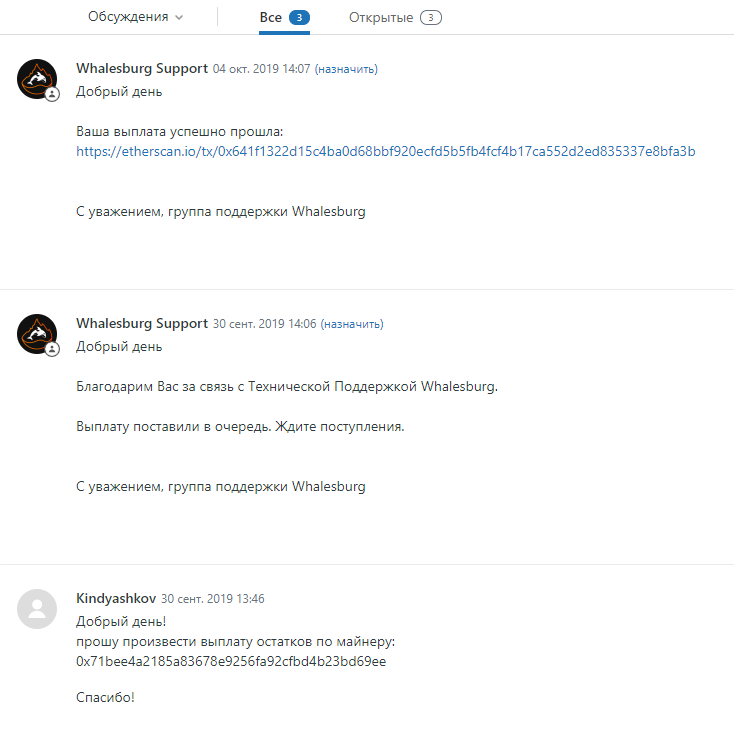 Обсуждения
Все 3
Открытые 3
Whalesburg Support 04 окт. 2019 14:07 (назначить)
Добрый день
Ваша выплата успешно прошла:
https://etherscan.io/tx/0x641f1322d15c4ba0d68bbf920ecfd5b5fb4fcf4b17ca552d2ed835337e8bfa3b
С уважением, группа поддержки Whalesburg
Whalesburg Support 30 сент. 2019 14:06 (назначить)
Добрый день
Благодарим Вас за связь с Технической Поддержкой Whalesburg.
Выплату поставили в очередь. Ждите поступления.
С уважением, группа поддержки Whalesburg
Kindyashkov 30 сент. 2019 13:46
Добрый день!
прошу произвести выплату остатков по майнеру:
0x71bee4a2185a83678e9256fa92cfbd4b23bd69ee
Спасибо!